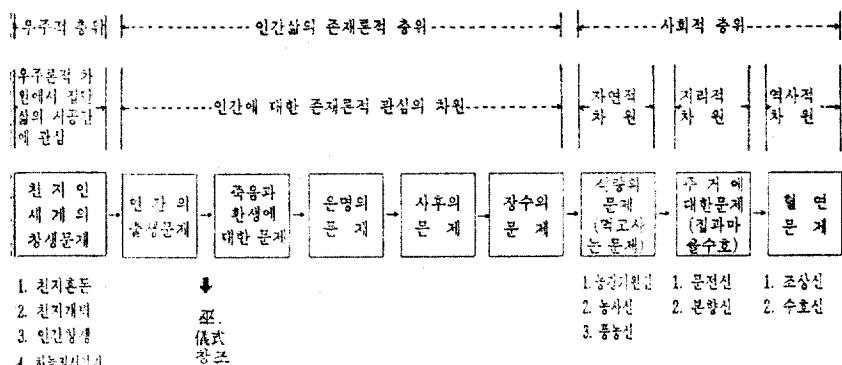 우주적 층위 인간삶의 존재론적 층위 사회적 층위
우주론적 차
원에서 집단
삶의 시공간
에 관심
인간에 대한 존재론적 관심의 차원
자연적
차 원
지리적
차 원
역사적
차 원
천 지 인
세 계 의
창생문제
인 간 의
출생문제
죽음과
환생에
대한 문제
운명의
문 제
사후의
문 제
장수의
문 제
식량의
문제
(먹고사
는 문제)
주 거 에
대한문제
(집과마
을수호)
혈 연
문 제
1. 천지혼돈
2. 천지개벽
3. 인간창생
4.
巫.
儀式
창조
1.
2. 농사신
3. 풍농신
1. 문전신
2. 본향신
1. 조상신
2. 수호신